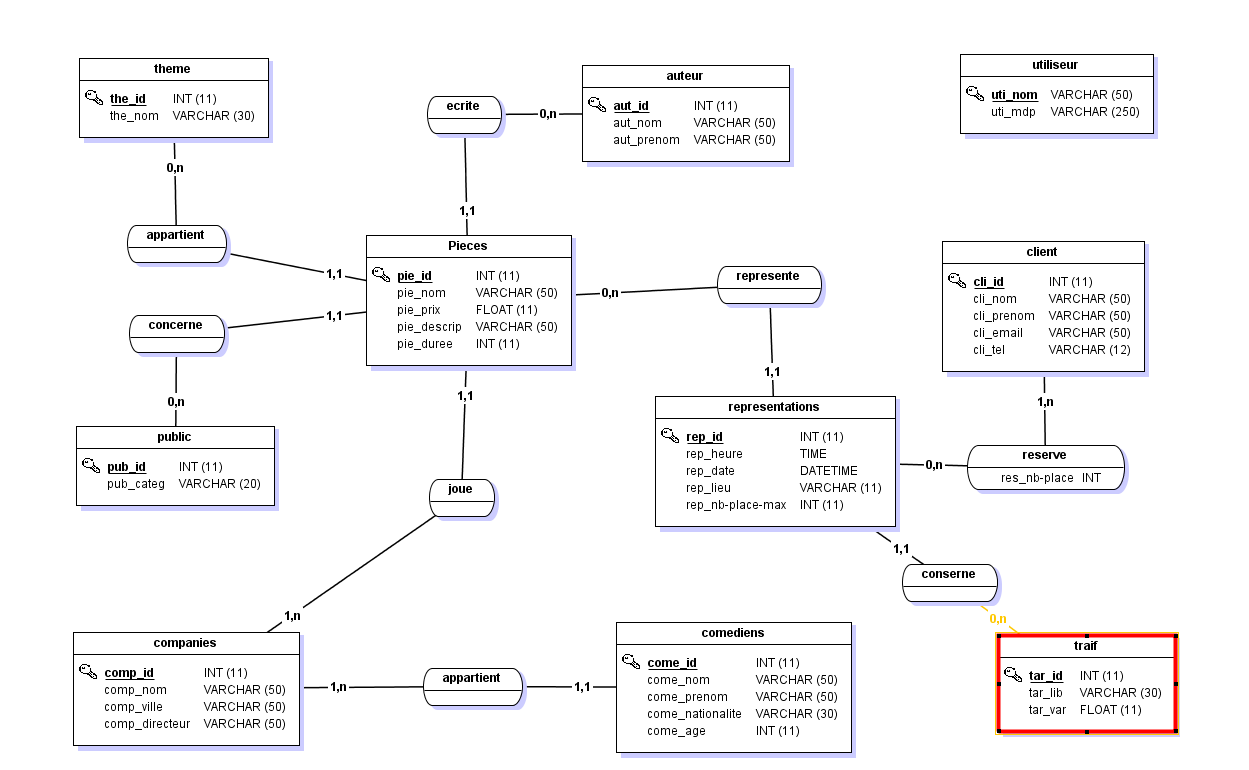 theme
the_id INT (11)
the_nom VARCHAR (30)
ecrite
0,n
auteur
aut_id INT (11)
aut_nom VARCHAR (50)
aut_prenom VARCHAR (50)
utiliseur
uti_nom VARCHAR (50)
uti_mdp VARCHAR (250)
0,n
1,1
appartient
1,1
Pieces
pie_id INT (11)
pie_nom VARCHAR (50)
pie_prix FLOAT (11)
pie_descrip VARCHAR (50)
pie_duree INT (11)
0,n
represente
client
cli_id INT (11)
cli_nom VARCHAR (50)
cli_prenom VARCHAR (50)
cli_email VARCHAR (50)
cli_tel VARCHAR (12)
concerne
1,1
0,n
1,1
1,1
1,n
public
pub_id INT (11)
pub_categ VARCHAR (20)
representations
rep_id INT (11)
rep_heure TIME
rep_date DATETIME
rep_lieu VARCHAR (11)
rep_nb-place-max INT (11)
0,n
reserve
res_nb-place INT
joue
1,1
conserne
0,n
1,n
companies
comp_id INT (11)
comp_nom VARCHAR (50)
comp_ville VARCHAR (50)
comp_directeur VARCHAR (50)
1,n
appartient
1,1
comediens
come_id INT (11)
come_nom VARCHAR (50)
come_prenom VARCHAR (50)
come_nationalite VARCHAR (30)
come_age INT (11)
traif
tar_id INT (11)
tar_lib VARCHAR (30)
tar_var FLOAT (11)